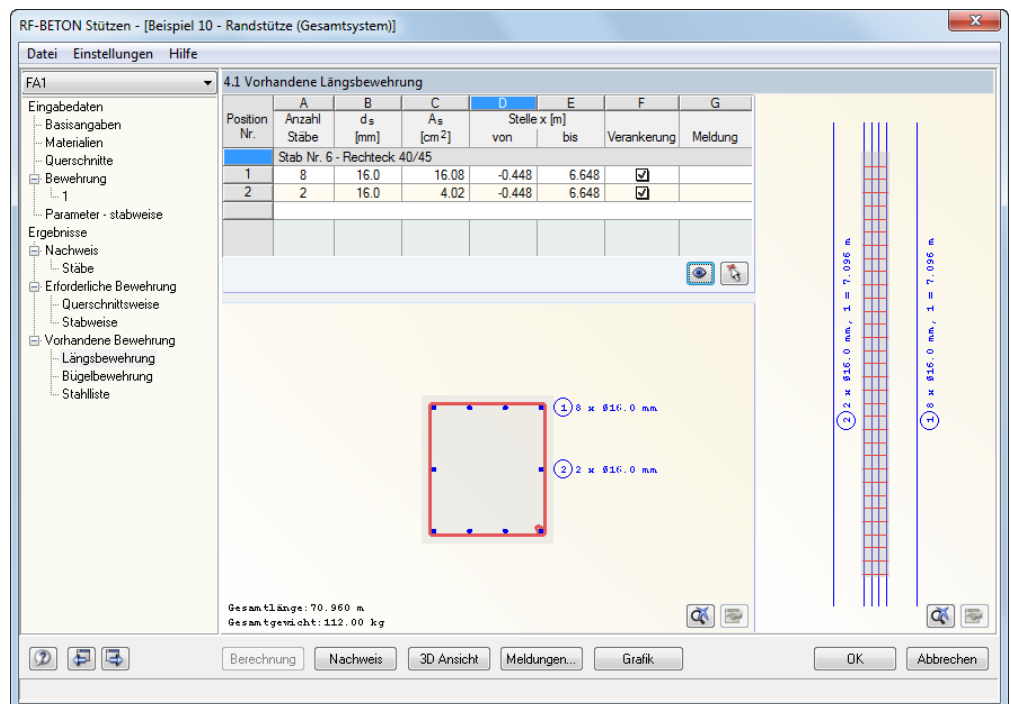 RF-BETON Stützen - [Beispiel 10 - Randstütze (Gesamtsystem)]
Datei Einstellungen Hilfe
FA1
Eingabedaten
Basisangaben
Materialien
Querschnitte
Bewehrung
1
Parameter - stabweise
Ergebnisse
Nachweis
Stäbe
Erforderliche Bewehrung
Querschnittsweise
Stabweise
Vorhandene Bewehrung
Längsbewehrung
Bügelbewehrung
Stahlliste
4.1 Vorhandene Längsbewehrung
A B C D E F G
Position Anzahl ds As Stelle x [m]
Nr. Stäbe [mm] [cm²] von bis Verankerung Meldung
Stab Nr. 6 - Rechteck 40/45
1 8 16.0 16.08 -0.448 6.648
2 2 16.0 4.02 -0.448 6.648
1 8 x Ø16.0 mm
2 2 x Ø16.0 mm
Gesamtlänge: 70.960 m
Gesamtgewicht: 112.00 kg
2 2 x Ø16.0 mm, l = 7.096 m
1 8 x Ø16.0 mm, l = 7.096 m
Berechnung Nachweis 3D Ansicht Meldungen... Grafik OK Abbrechen